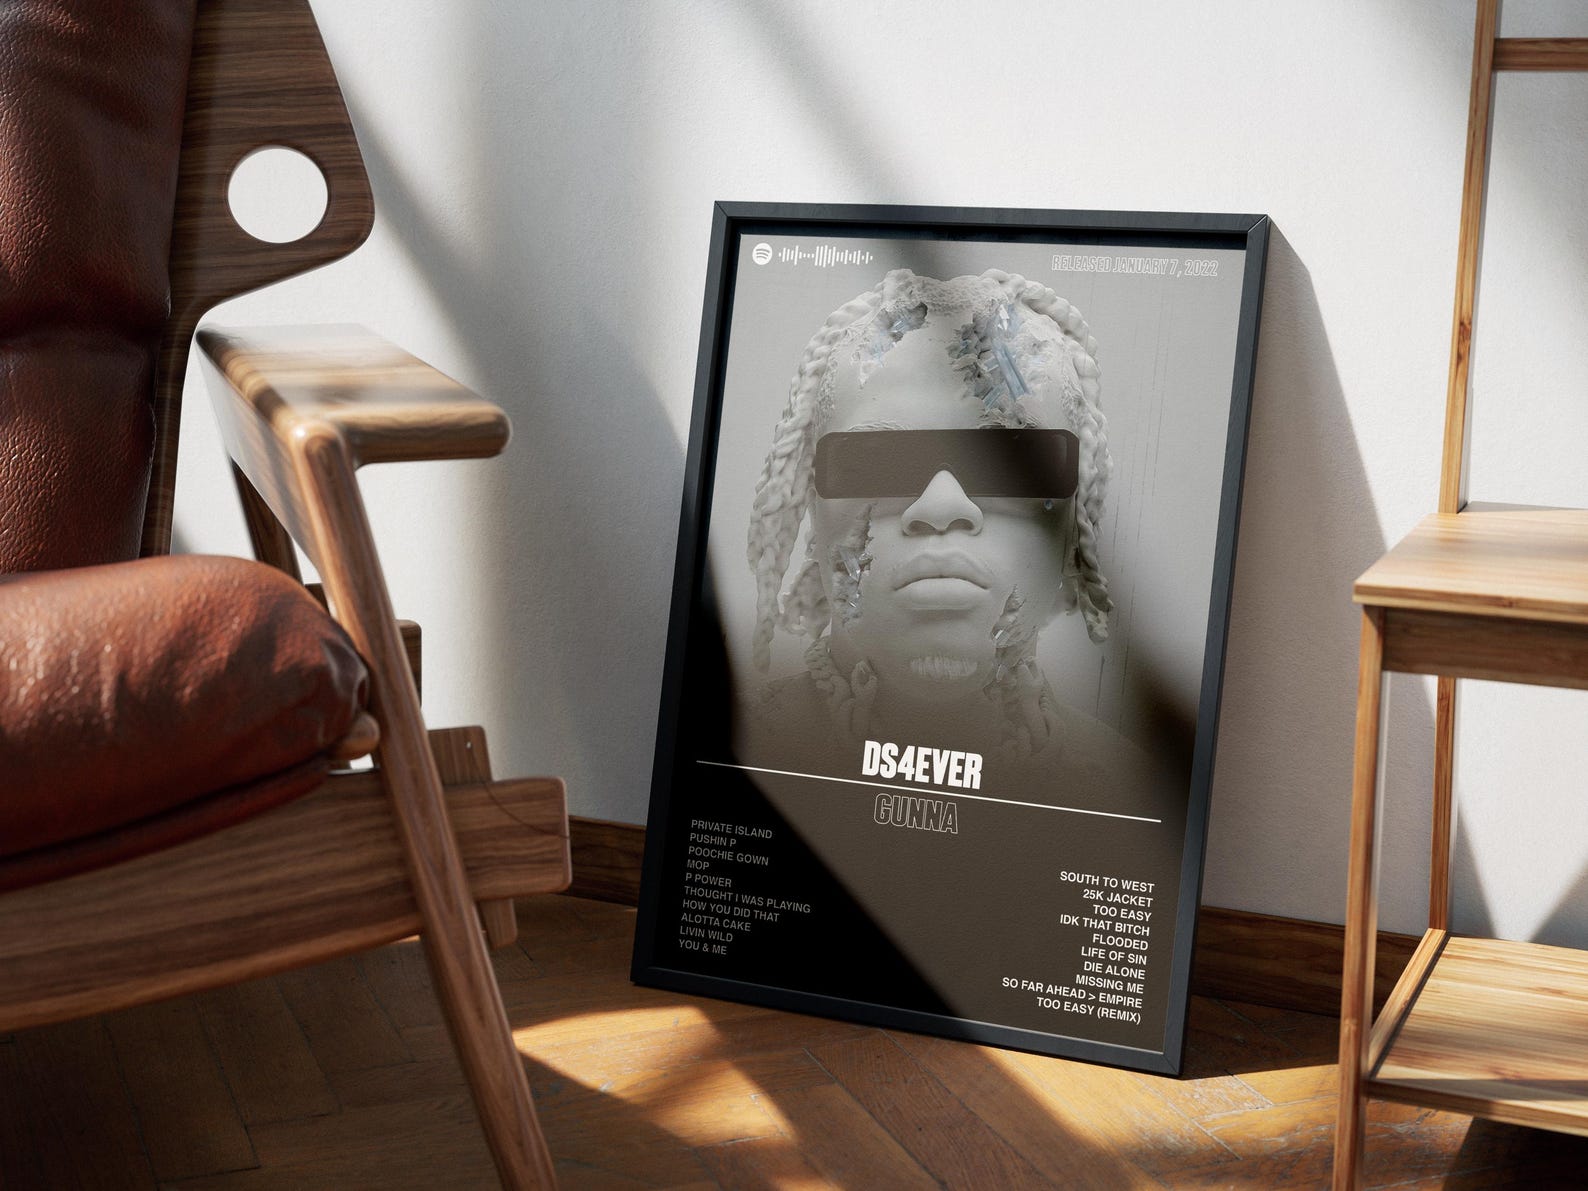 RELEASED JANUARY 7, 2022
DS4EVER
GUNNA
PRIVATE ISLAND
PUSHIN P
POOCHIE GOWN
MOP
P POWER
THOUGHT I WAS PLAYING
HOW YOU DID THAT
ALOTTA CAKE
LIVIN WILD
YOU & ME
SOUTH TO WEST
25K JACKET
TOO EASY
IDK THAT BITCH
FLOODED
LIFE OF SIN
DIE ALONE
MISSING ME
SO FAR AHEAD > EMPIRE
TOO EASY (REMIX)